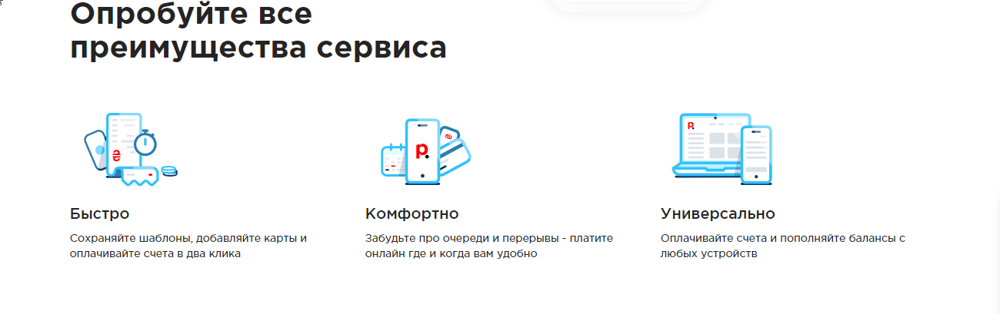 Опробуйте все
преимущества сервиса
р.
р.
Быстро
Комфортно
Универсально
Сохраняйте шаблоны, добавляйте карты и
оплачивайте счета в два клика
Забудьте про очереди и перерывы - платите
онлайн где и когда вам удобно
Оплачивайте счета и пополняйте балансы с
любых устройств